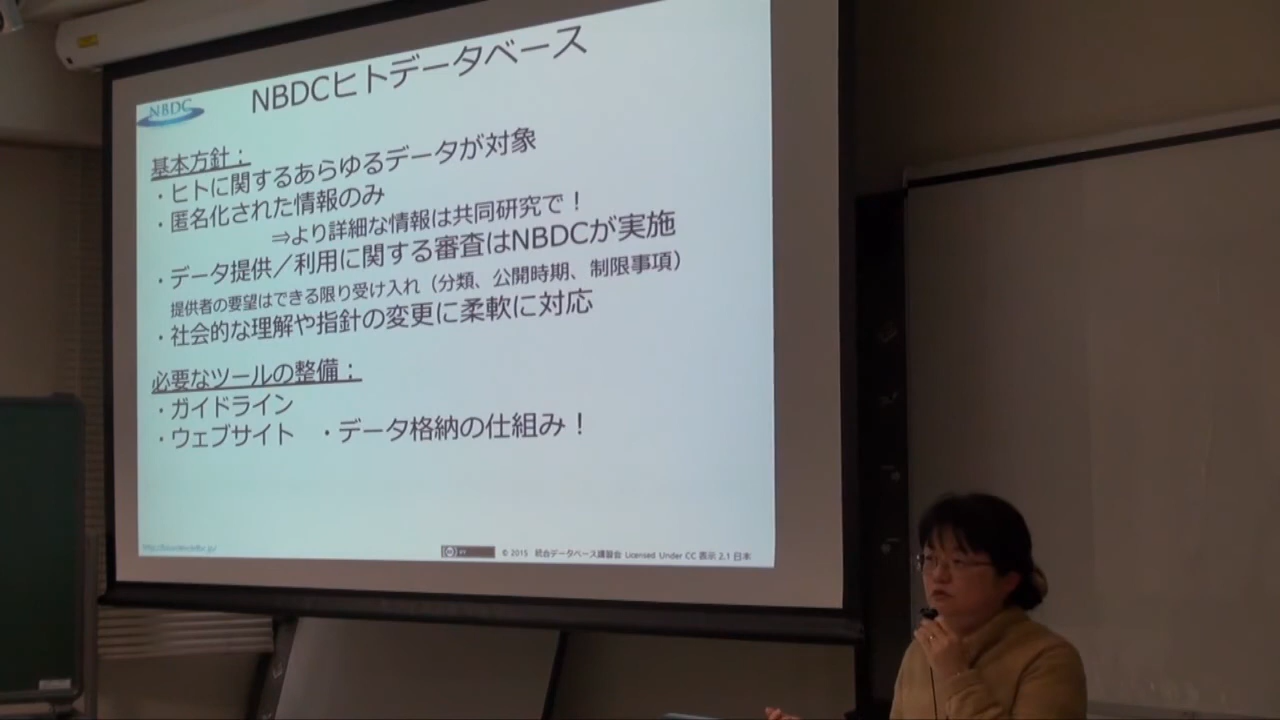 NBDC
NBDCヒトデータベース
基本方針：
・ヒトに関するあらゆるデータが対象
・匿名化された情報のみ
⇒より詳細な情報は共同研究で！
・データ提供／利用に関する審査はNBDCが実施
提供者の要望はできる限り受け入れ（分類、公開時期、制限事項）
・社会的な理解や指針の変更に柔軟に対応
必要なツールの整備：
・ガイドライン
・ウェブサイト ・データ格納の仕組み！
© 2015 統合データベース講習会 Licensed Under CC 表示 2.1 日本